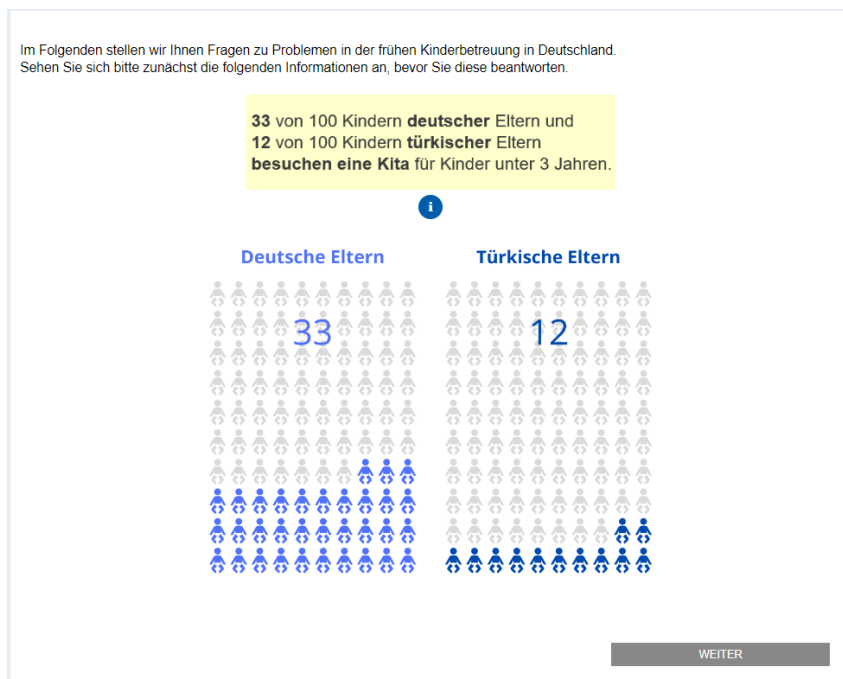 Im Folgenden stellen wir Ihnen Fragen zu Problemen in der frühen Kinderbetreuung in Deutschland.
Sehen Sie sich bitte zunächst die folgenden Informationen an, bevor Sie diese beantworten.
33 von 100 Kindern deutscher Eltern und
12 von 100 Kindern türkischer Eltern
besuchen eine Kita für Kinder unter 3 Jahren.
i
Deutsche Eltern
Türkische Eltern
33
12
WEITER